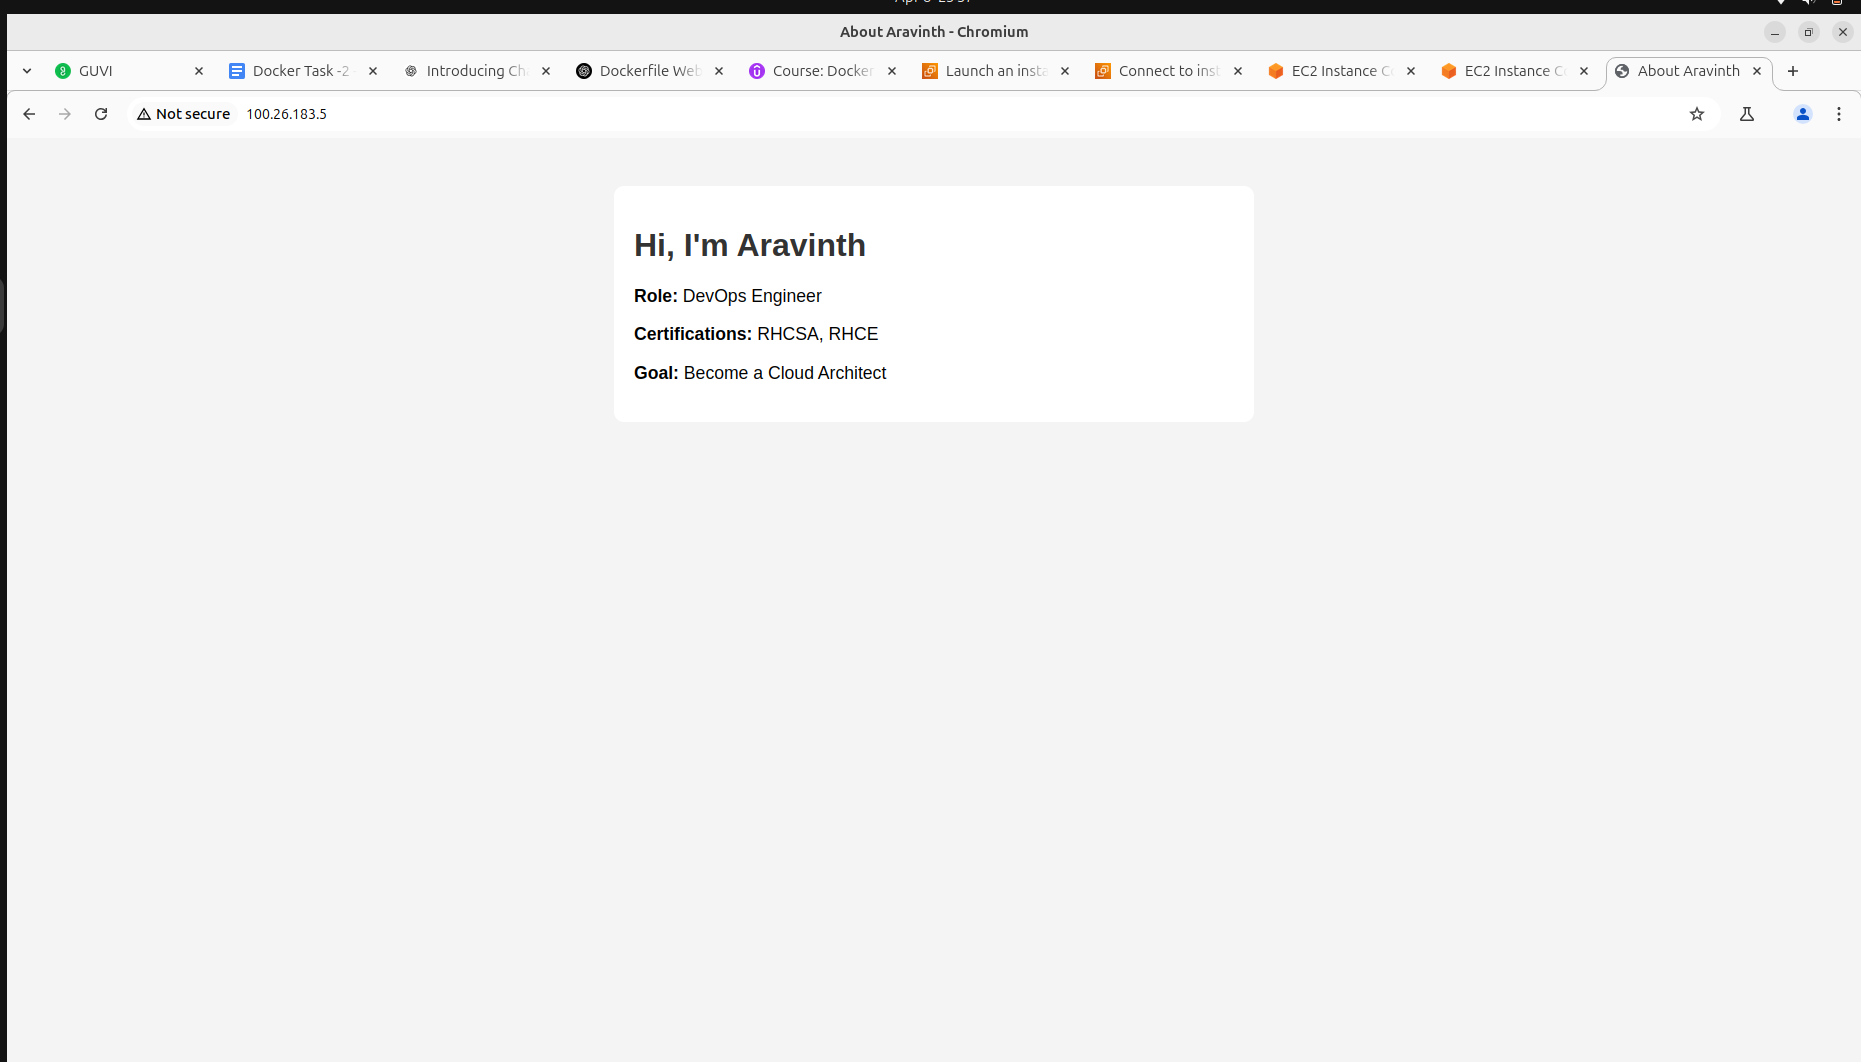 About Aravinth - Chromium
GUVI
Docker Task -2
Introducing Ch
Dockerfile Web
Course: Docker
Launch an insta
Connect to inst
EC2 Instance Co
EC2 Instance Co
About Aravinth
Not secure
100.26.183.5
Hi, I'm Aravinth
Role: DevOps Engineer
Certifications: RHCSA, RHCE
Goal: Become a Cloud Architect